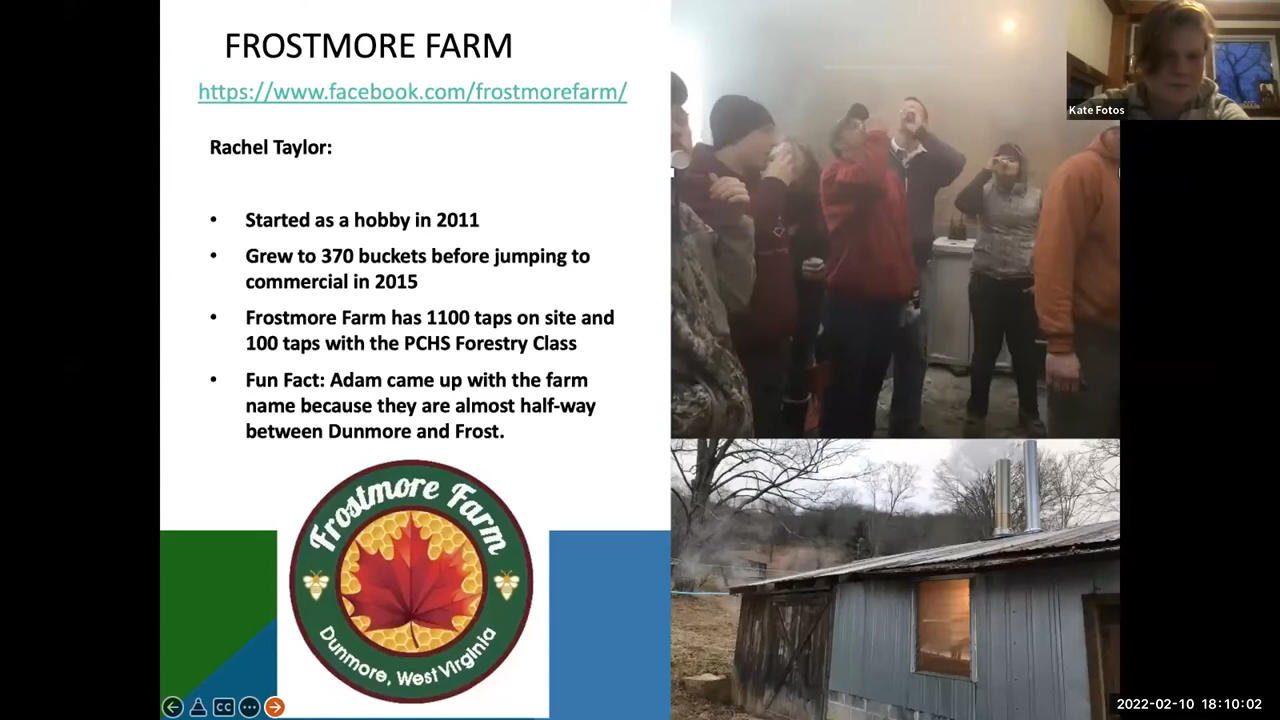 FROSTMORE FARM
https://www.facebook.com/frostmorefarm/
Rachel Taylor:
• Started as a hobby in 2011
• Grew to 370 buckets before jumping to
commercial in 2015
• Frostmore Farm has 1100 taps on site and
100 taps with the PCHS Forestry Class
• Fun Fact: Adam came up with the farm
name because they are almost half-way
between Dunmore and Frost.
Frostmore Farm
Dunmore, West Virginia
CC
Kate Fotos
2022-02-10 18:10:02